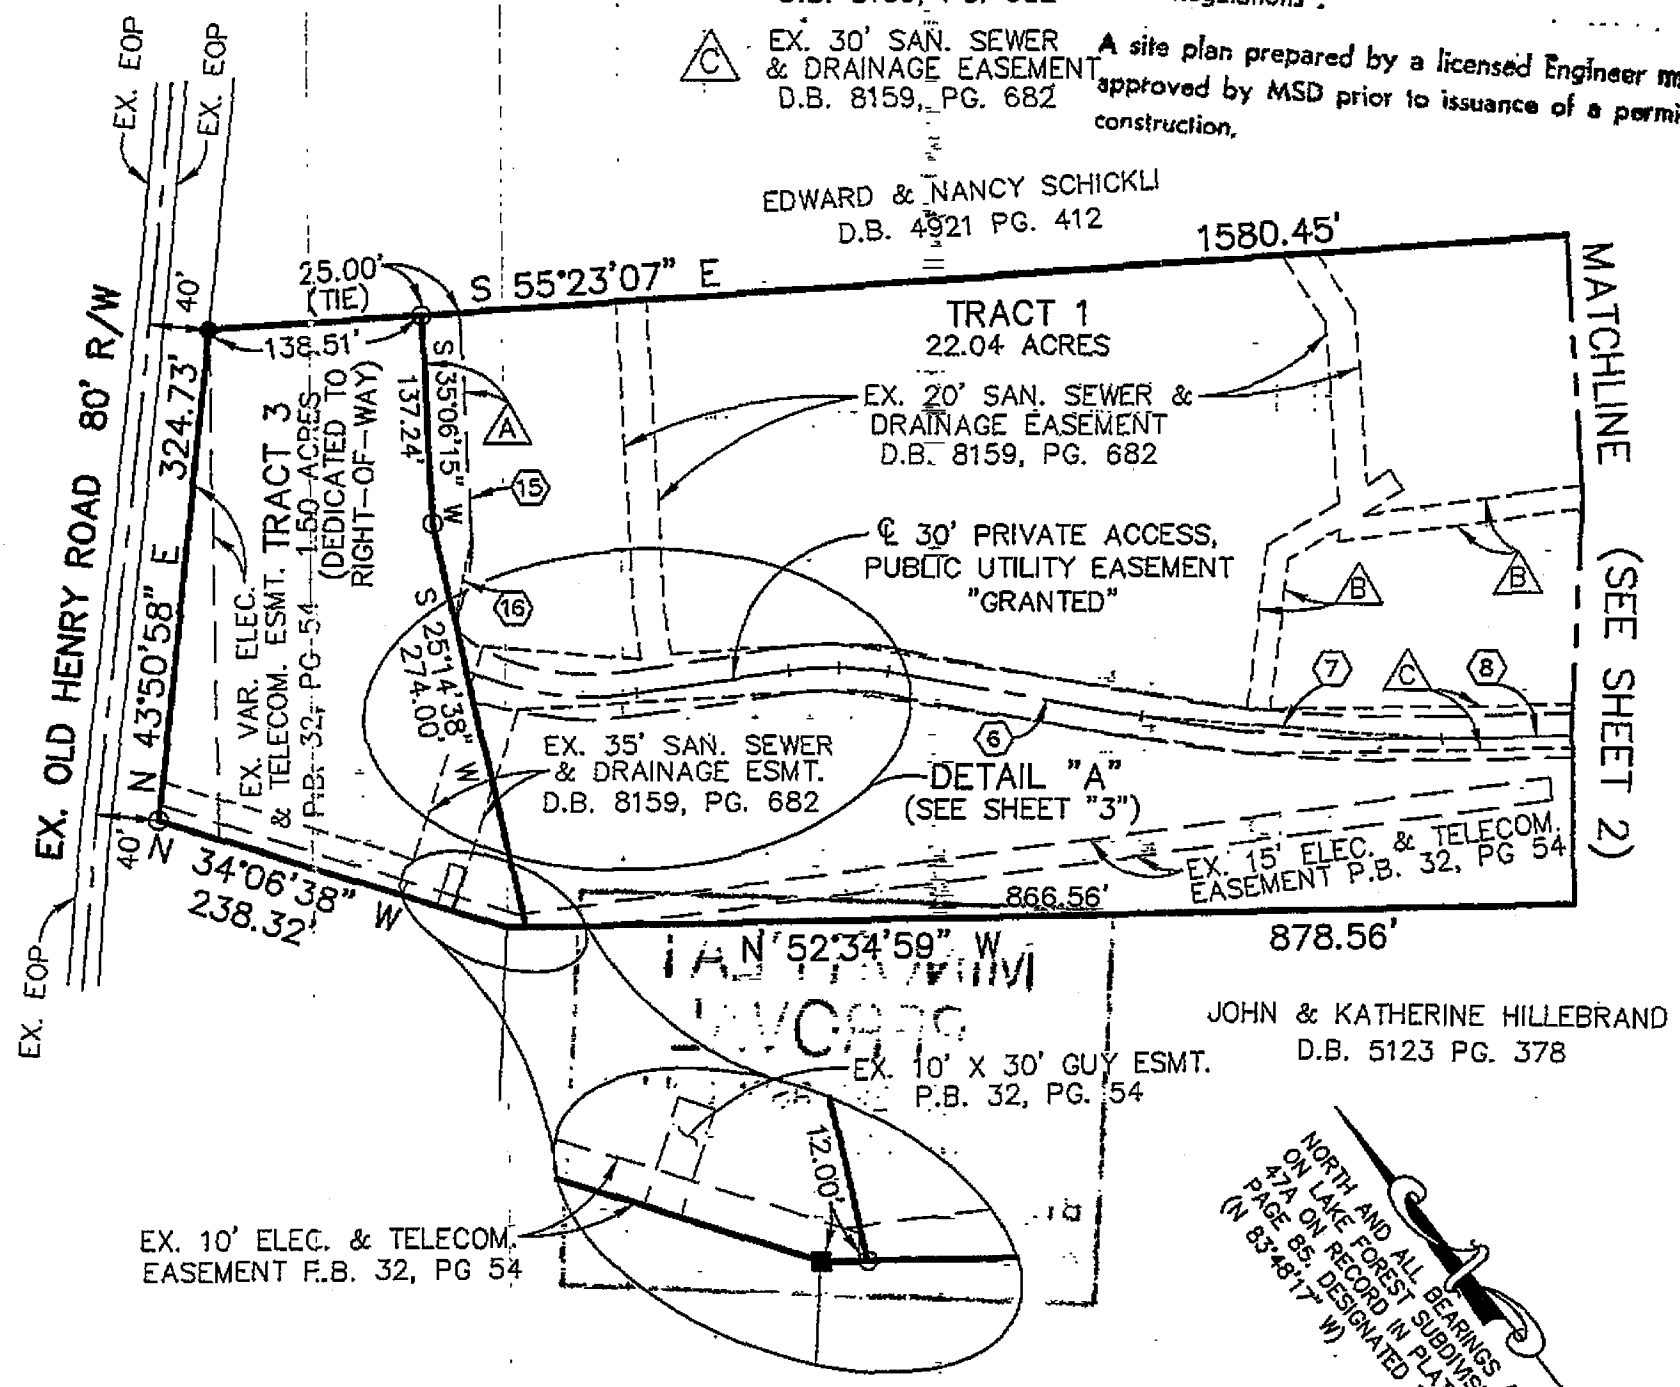 EX. EOP
EX. EOP
C
EX. 30' SAN. SEWER
& DRAINAGE EASEMENT
D.B. 8159, PG. 682
A site plan prepared by a licensed Engineer
approved by MSD prior to issuance of a
construction.
EDWARD & NANCY SCHICKLI
D.B. 4921 PG. 412
1580.45'
25.00'
(TIE)
S 55°23'07" E
40'
138.51'
TRACT 1
22.04 ACRES
MATCHLINE (SEE SHEET 2)
EX. OLD HENRY ROAD 80' R/W
N 43°50'58" E 324.73'
EX. VAR. ELEC.
& TELECOM. ESMT.
P.B. 32, PG 54
TRACT 3
1.50 ACRES
(DEDICATED TO
RIGHT-OF-WAY)
S 35°06'15" W
137.24'
A
15
16
EX. 20' SAN. SEWER &
DRAINAGE EASEMENT
D.B. 8159, PG. 682
℄ 30' PRIVATE ACCESS,
PUBLIC UTILITY EASEMENT
"GRANTED"
B
B
S 25°14'38" W
274.00'
7
C
8
6
EX. 35' SAN. SEWER
& DRAINAGE ESMT.
D.B. 8159, PG. 682
DETAIL "A"
(SEE SHEET "3")
40'
N 34°06'38" W
238.32'
EX. 15' ELEC. & TELECOM.
EASEMENT P.B. 32, PG 54
866.56'
N 52°34'59" W
878.56'
EX. EOP
JOHN & KATHERINE HILLEBRAND
D.B. 5123 PG. 378
EX. 10' X 30' GUY ESMT.
P.B. 32, PG. 54
12.00'
EX. 10' ELEC. & TELECOM.
EASEMENT P.B. 32, PG 54
NORTH AND ALL BEARINGS
ON LAKE FOREST
47A ON RECORD IN
PAGE 85, DESIGNATED
(N 83°48'17" W)